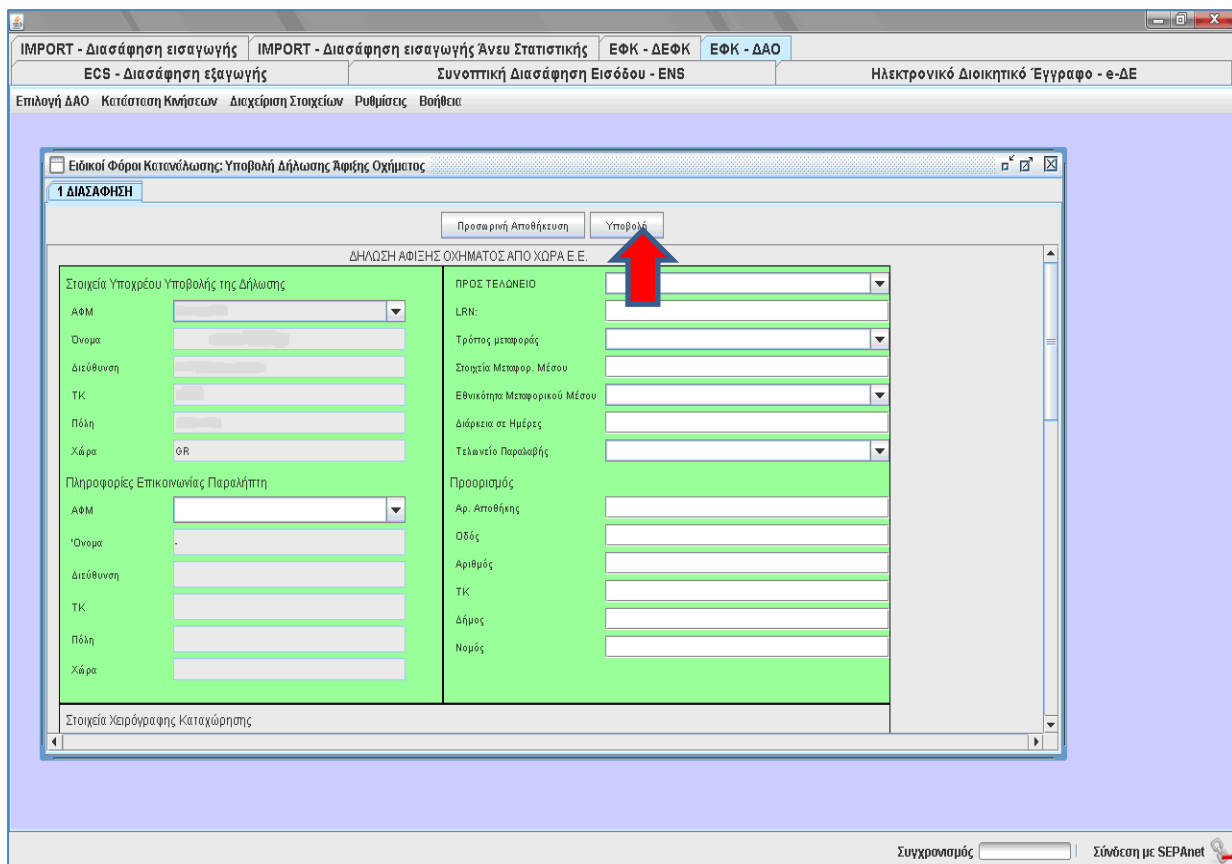 IMPORT - Διασάφηση εισαγωγής IMPORT - Διασάφηση εισαγωγής Άνευ Στατιστικής ΕΦΚ - ΔΕΦΚ ΕΦΚ - ΔΑΟ
ECS - Διασάφηση εξαγωγής Συνοπτική Διασάφηση Εισόδου - ENS Ηλεκτρονικό Διοικητικό Έγγραφο - e-ΔΕ
Επιλογή ΔΑΟ Κατάσταση Κινήσεων Διαχείριση Στοιχείων Ρυθμίσεις Βοήθεια
Ειδικοί Φόροι Κατανάλωσης: Υποβολή Δήλωσης Άφιξης Οχήματος
1 ΔΙΑΣΑΦΗΣΗ
Προσωρινή Αποθήκευση Υποβολή
ΔΗΛΩΣΗ ΑΦΙΞΗΣ ΟΧΗΜΑΤΟΣ ΑΠΟ ΧΩΡΑ Ε.Ε.
Στοιχεία Υποχρέου Υποβολής της Δήλωσης
ΑΦΜ
Όνομα
Διεύθυνση
ΤΚ
Πόλη
Χώρα GR
Πληροφορίες Επικοινωνίας Παραλήπτη
ΑΦΜ
'Ονομα -
Διεύθυνση
ΤΚ
Πόλη
Χώρα
ΠΡΟΣ ΤΕΛΩΝΕΙΟ
LRN:
Τρόπος μεταφοράς
Στοιχεία Μεταφορ. Μέσου
Εθνικότητα Μεταφορικού Μέσου
Διάρκεια σε Ημέρες
Τελωνείο Παραλαβής
Προορισμός
Αρ. Αποθήκης
Οδός
Αριθμός
ΤΚ
Δήμος
Νομός
Στοιχεία Χειρόγραφης Καταχώρησης
Συγχρονισμός Σύνδεση με SEPAnet